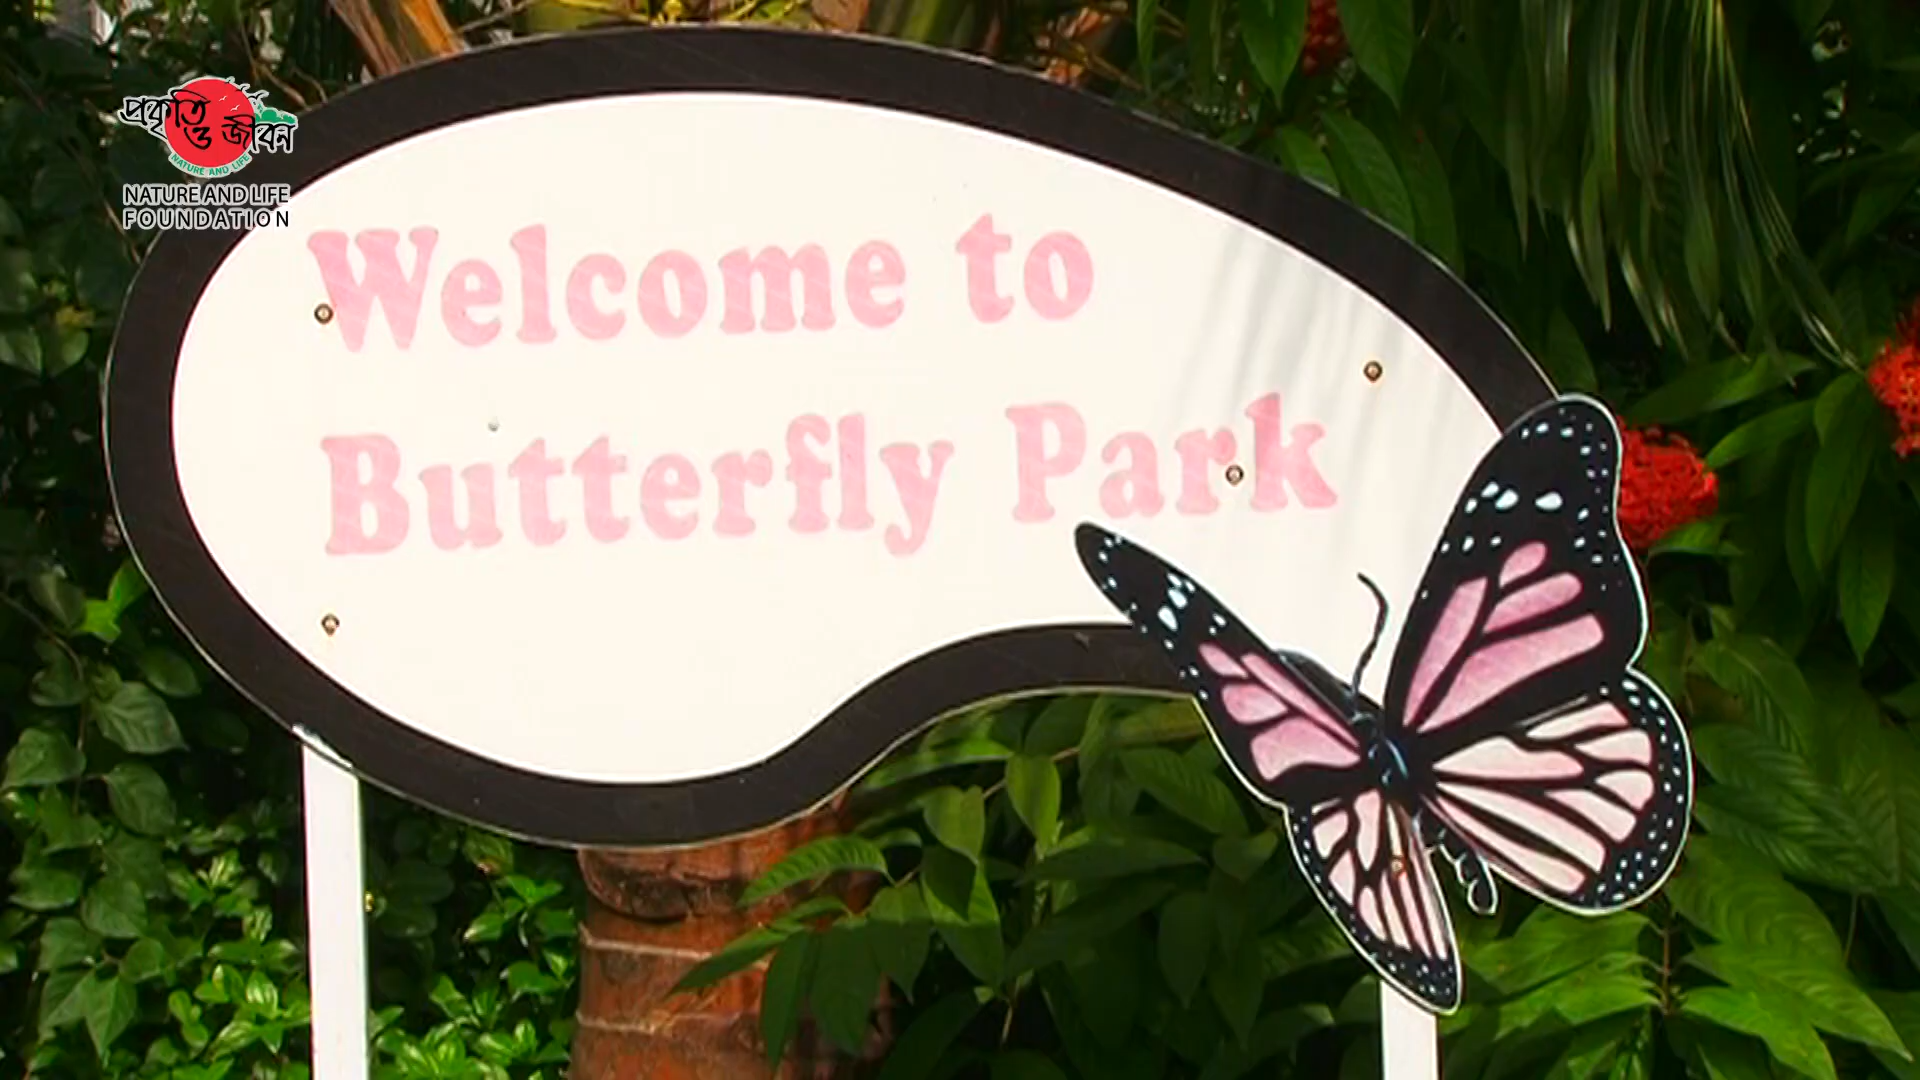 প্রকৃতি
ও জীবন
NATURE AND LIFE
NATURE AND LIFE
FOUNDATION
Welcome to
Butterfly Park